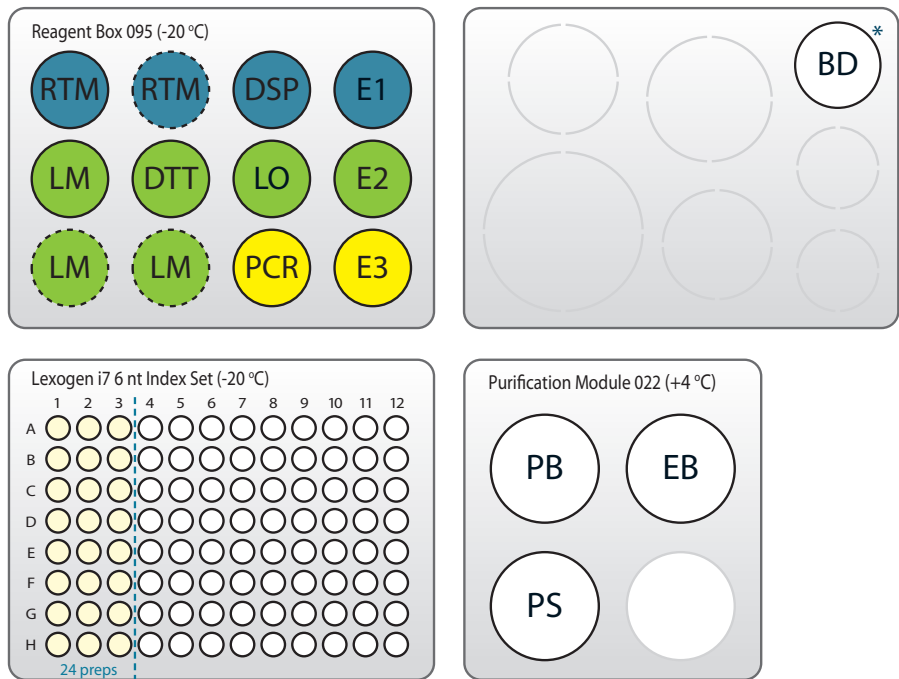 Reagent Box 095 (-20 °C)
RTM RTM DSP E1
LM DTT LO E2
LM LM PCR E3
BD *
Lexogen i7 6 nt Index Set (-20 °C)
1 2 3 4 5 6 7 8 9 10 11 12
A
B
C
D
E
F
G
H
24 preps
Purification Module 022 (+4 °C)
PB EB
PS